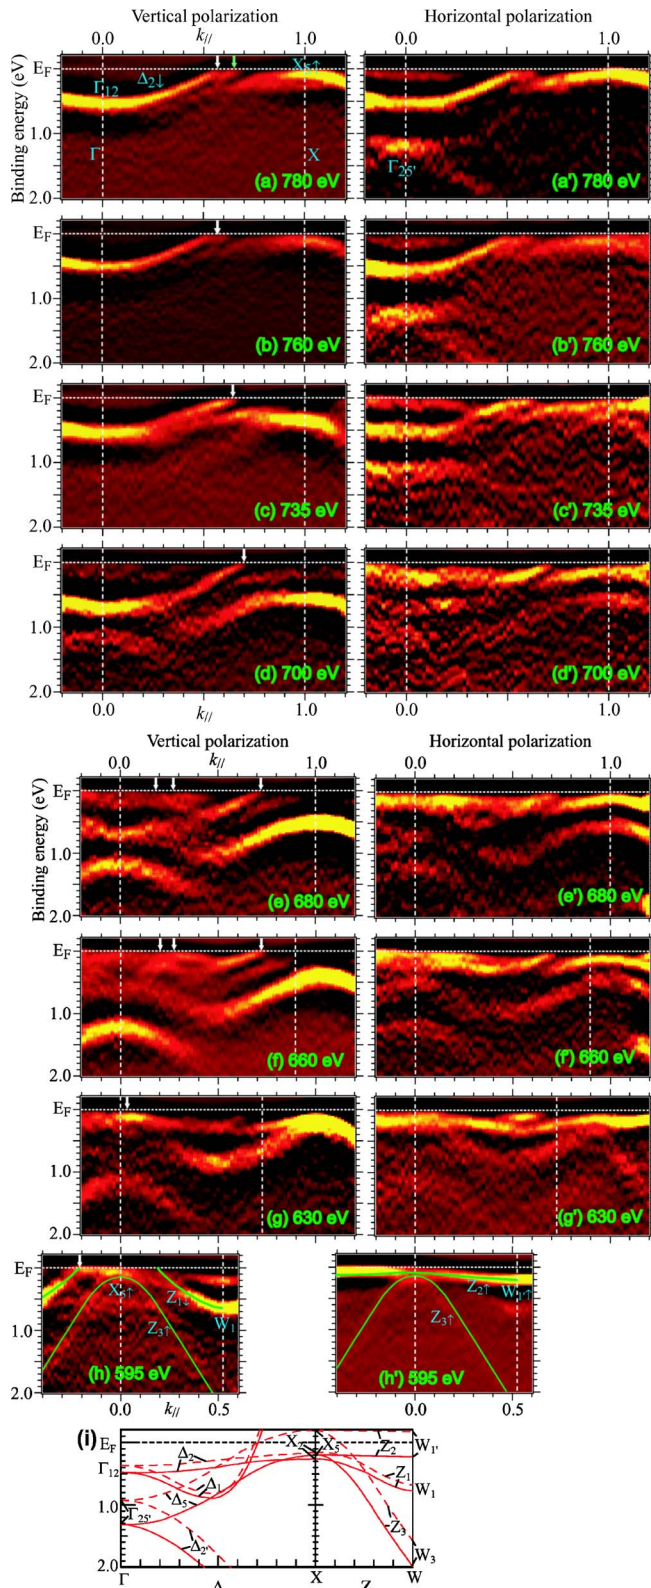 Vertical polarization Horizontal polarization
0.0 k// 1.0 0.0 1.0
Binding energy (eV)
EF
Γ12 Δ2↓ X5↑
1.0
Γ X Γ25'
2.0 (a) 780 eV (a') 780 eV
EF
1.0
2.0 (b) 760 eV (b') 760 eV
EF
1.0
2.0 (c) 735 eV (c') 735 eV
EF
1.0
2.0 (d) 700 eV (d') 700 eV
0.0 k// 1.0 0.0 1.0
Vertical polarization Horizontal polarization
0.0 k// 1.0 0.0 1.0
Binding energy (eV)
EF
1.0
2.0 (e) 680 eV (e') 680 eV
EF
1.0
2.0 (f) 660 eV (f') 660 eV
EF
1.0
2.0 (g) 630 eV (g') 630 eV
EF
X5↑ Z1↓ W1 Z2↑ W1'↑
1.0 Z3↑ Z3↑
2.0 (h) 595 eV (h') 595 eV
0.0 k// 0.5 0.0 0.5
(i)
EF Δ2 X2 X5 Z2 W1'
Γ12 Δ1 Z1 W1
1.0 Δ5
Γ25' Δ2' Z3 W3
2.0
Γ Δ X Z W